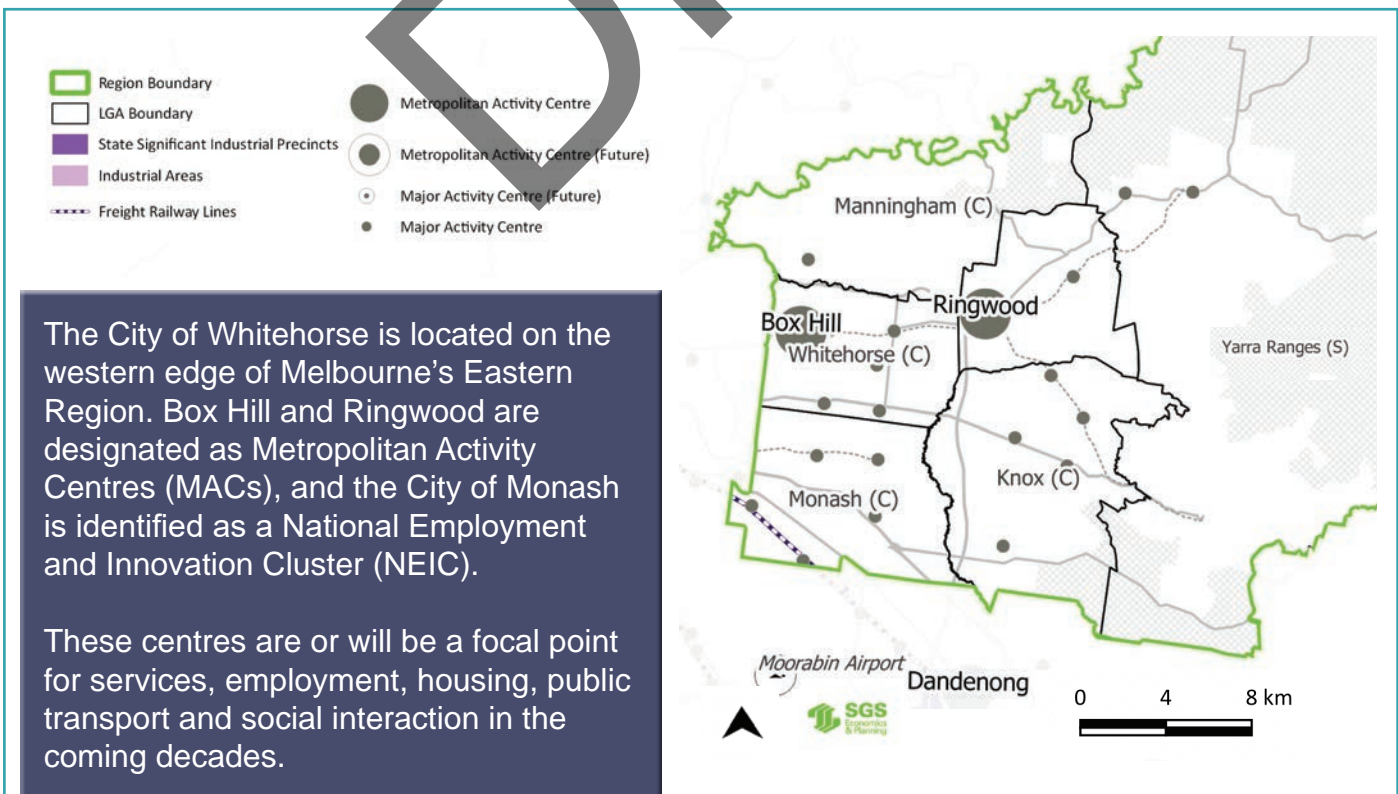 Region Boundary
LGA Boundary
State Significant Industrial Precincts
Industrial Areas
Freight Railway Lines
Metropolitan Activity Centre
Metropolitan Activity Centre (Future)
Major Activity Centre (Future)
Major Activity Centre
The City of Whitehorse is located on the
western edge of Melbourne’s Eastern
Region. Box Hill and Ringwood are
designated as Metropolitan Activity
Centres (MACs), and the City of Monash
is identified as a National Employment
and Innovation Cluster (NEIC).
These centres are or will be a focal point
for services, employment, housing, public
transport and social interaction in the
coming decades.
Manningham (C)
Ringwood
Box Hill
Whitehorse (C)
Yarra Ranges (S)
Knox (C)
Monash (C)
Moorabin Airport
Dandenong
SGS
Economics
& Planning
0 4 8 km